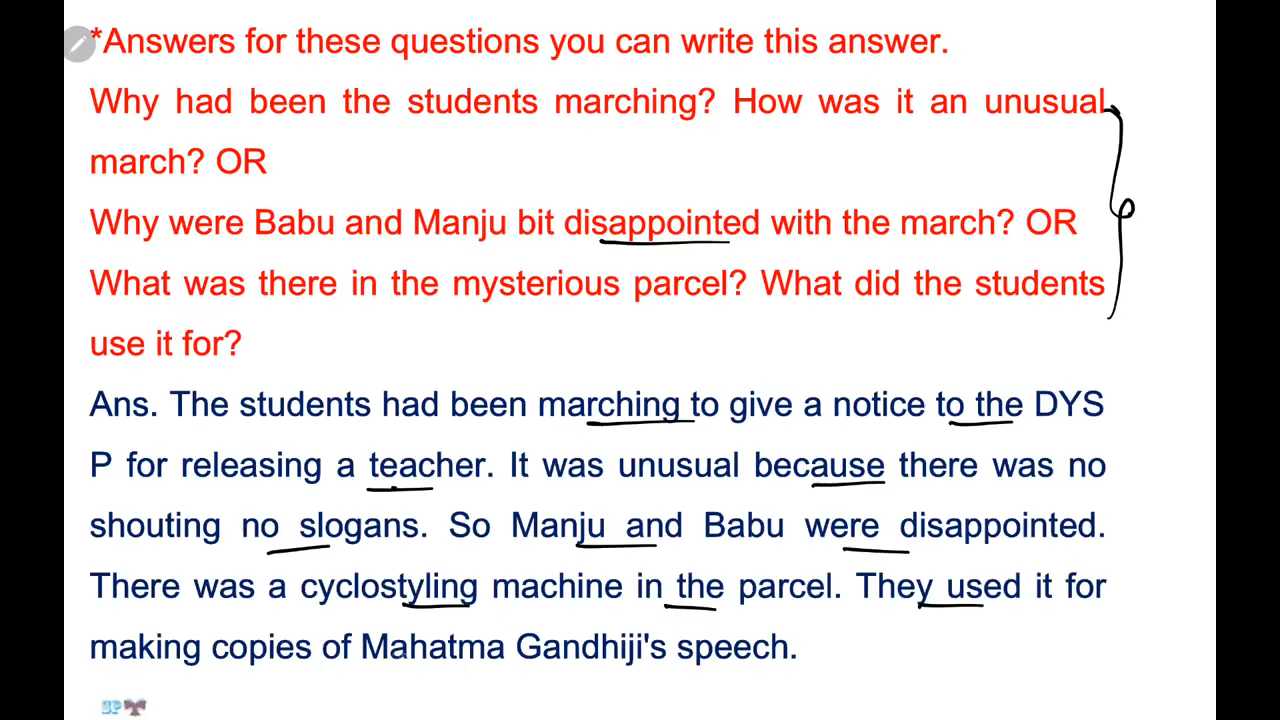 *Answers for these questions you can write this answer.
Why had been the students marching? How was it an unusual
march? OR
Why were Babu and Manju bit disappointed with the march? OR
What was there in the mysterious parcel? What did the students
use it for?
Ans. The students had been marching to give a notice to the DYS
P for releasing a teacher. It was unusual because there was no
shouting no slogans. So Manju and Babu were disappointed.
There was a cyclostyling machine in the parcel. They used it for
making copies of Mahatma Gandhiji's speech.
SP